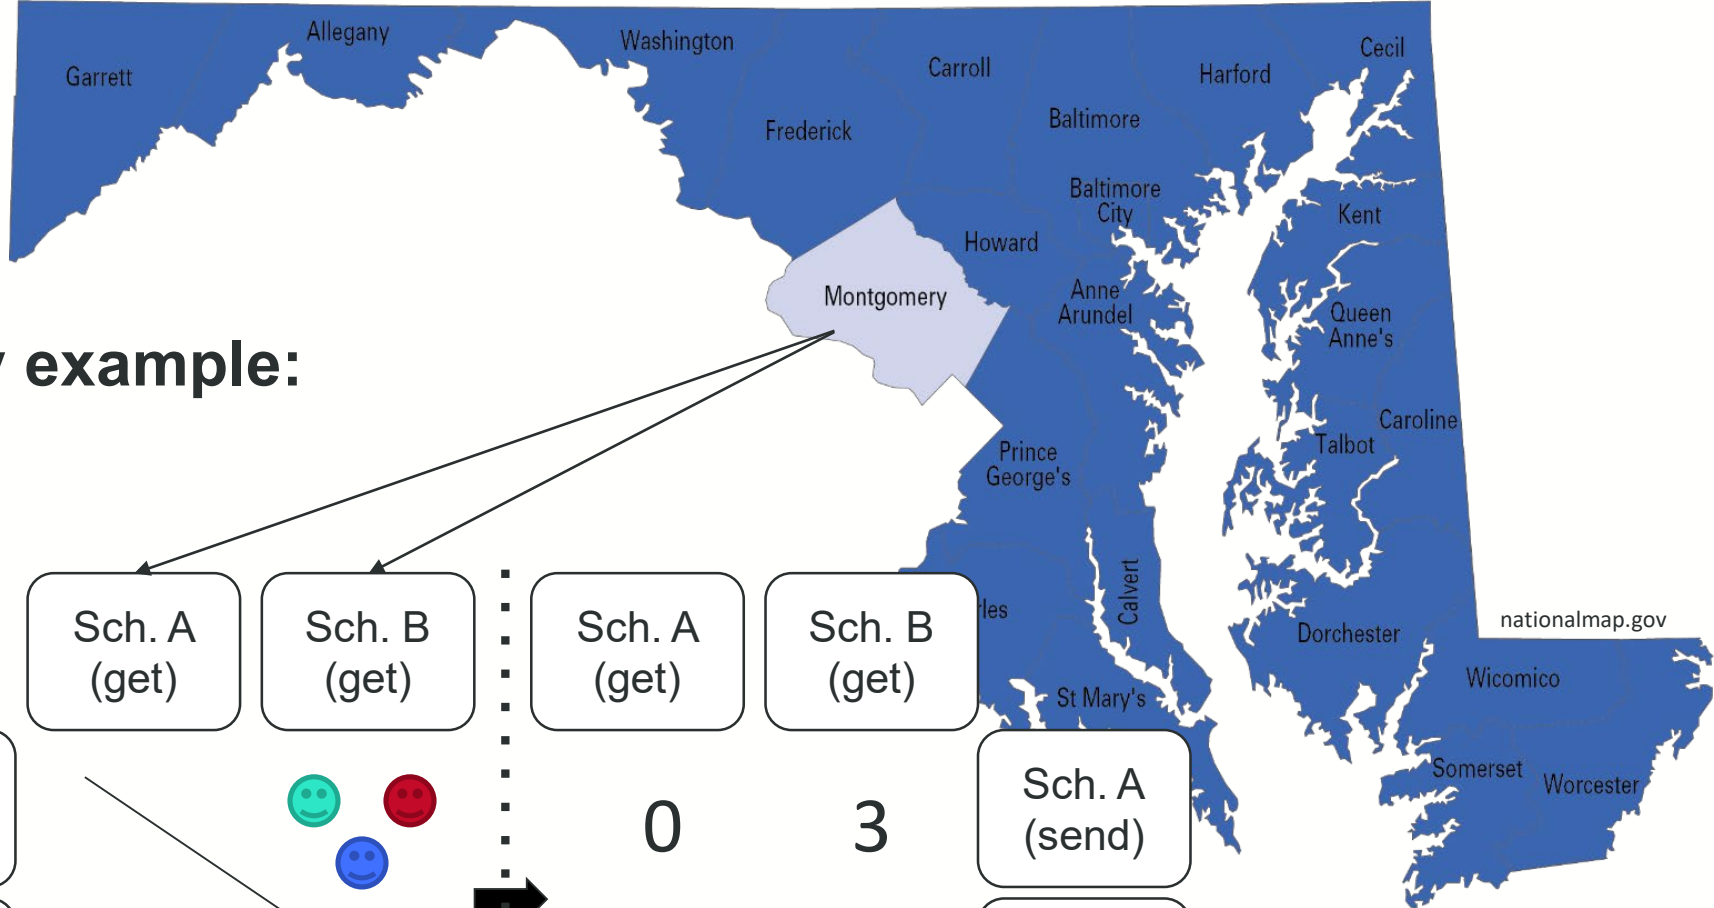 Allegany
Washington
Garrett
Frederick
Carroll
Baltimore
Harford
Cecil
Baltimore
City
Kent
Howard
Montgomery
Anne
Arundel
Queen
Anne's
example:
Prince
George's
Talbot
Caroline
Calvert
rles
St Mary's
Dorchester
nationalmap.gov
Wicomico
Somerset
Worcester
Sch. A
(get)
Sch. B
(get)
Sch. A
(get)
Sch. B
(get)
0
3
Sch. A
(send)